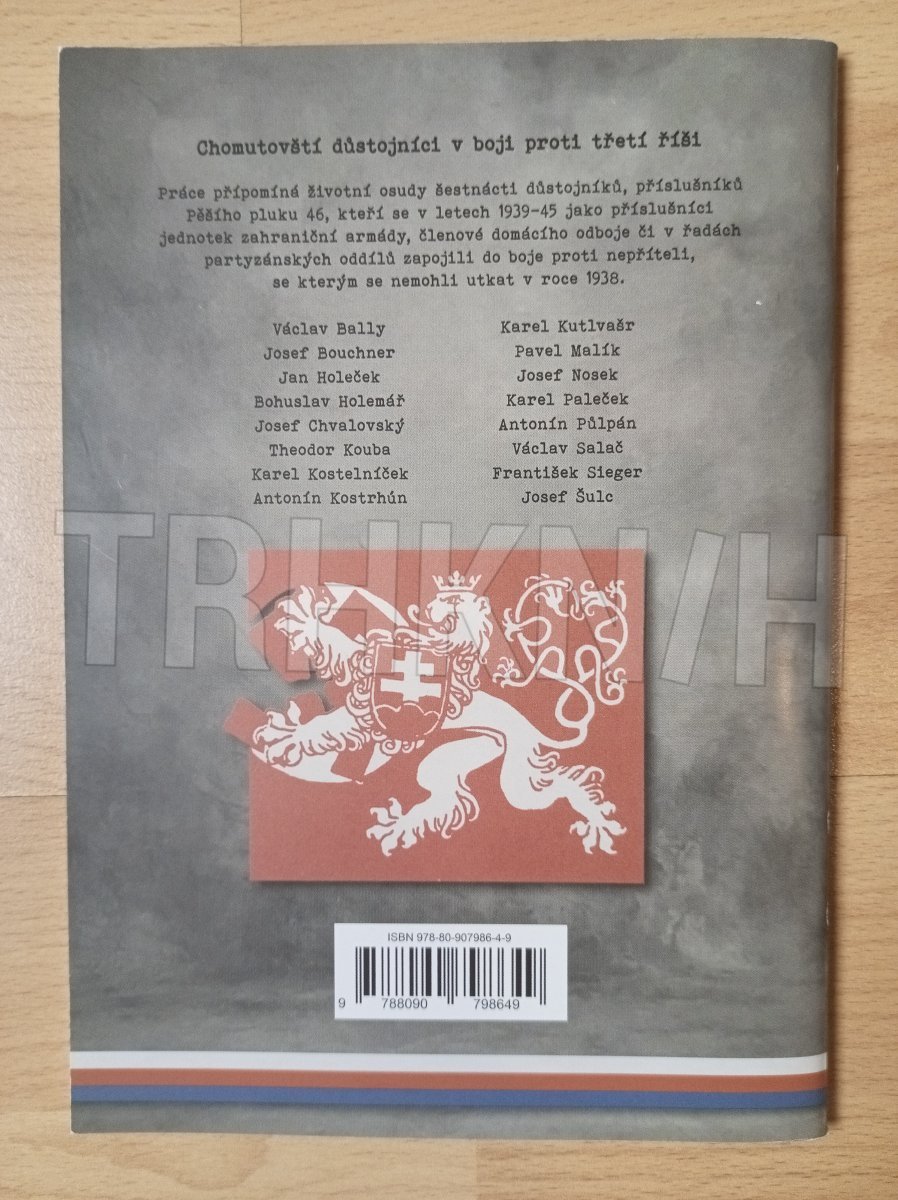 Chomutovští důstojníci v boji proti třetí říši
Práce připomíná životní osudy šestnácti důstojníků, příslušníků
Pěšího pluku 46, kteří se v letech 1939-45 jako příslušníci
jednotek zahraniční armády, členové domácího odboje či v řadách
partyzánských oddílů zapojili do boje proti nepříteli,
se kterým se nemohli utkat v roce 1938.
Václav Bally
Josef Bouchner
Jan Holeček
Bohuslav Holemář
Josef Chvalovský
Theodor Kouba
Karel Kostelníček
Antonín Kostrhún
Karel Kutlvašr
Pavel Malík
Josef Nosek
Karel Paleček
Antonín Půlpán
Václav Salač
František Sieger
Josef Šulc
TRHKNIH
ISBN 978-80-907986-4-9
9 788090 798649